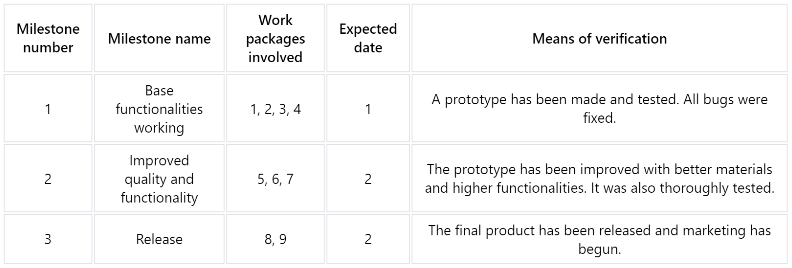 Milestone number | Milestone name | Work packages involved | Expected date | Means of verification
1 | Base functionalities working | 1, 2, 3, 4 | 1 | A prototype has been made and tested. All bugs were fixed.
2 | Improved quality and functionality | 5, 6, 7 | 2 | The prototype has been improved with better materials and higher functionalities. It was also thoroughly tested.
3 | Release | 8, 9 | 2 | The final product has been released and marketing has begun.